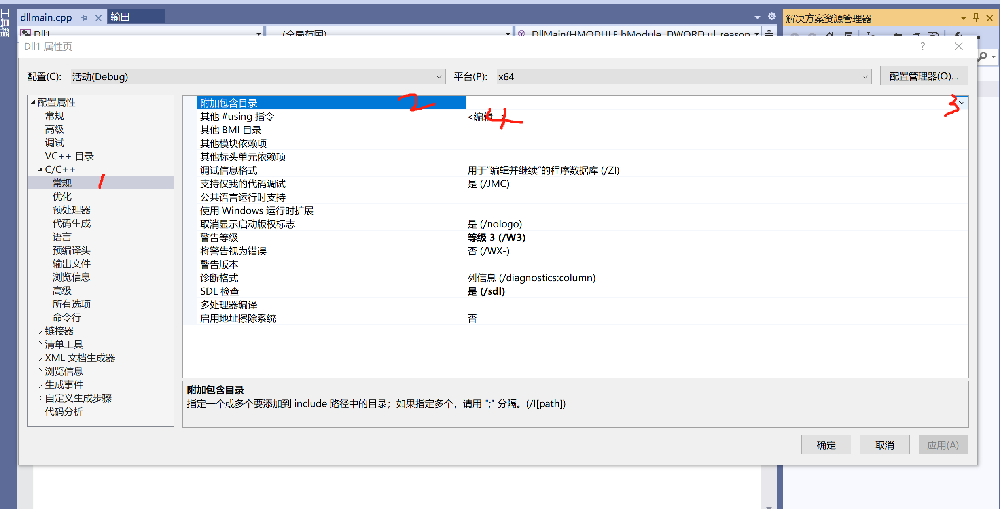 工具箱
dllmain.cpp
输出
解决方案资源管理器
Dll1
(全局范围)
DllMain(HMODULE hModule, DWORD ul_reason
Dll1 属性页
?
配置(C):
活动(Debug)
平台(P):
x64
配置管理器(O)...
配置属性
常规
高级
调试
VC++ 目录
C/C++
常规
1
优化
预处理器
代码生成
语言
预编译头
输出文件
浏览信息
高级
所有选项
命令行
链接器
清单工具
XML 文档生成器
浏览信息
生成事件
自定义生成步骤
代码分析
附加包含目录
2
3
其他 #using 指令
<编辑...>
4
其他 BMI 目录
其他模块依赖项
其他标头单元依赖项
调试信息格式 用于“编辑并继续”的程序数据库 (/ZI)
支持仅我的代码调试 是 (/JMC)
公共语言运行时支持
使用 Windows 运行时扩展
取消显示启动版权标志 是 (/nologo)
警告等级 等级 3 (/W3)
将警告视为错误 否 (/WX-)
警告版本
诊断格式 列信息 (/diagnostics:column)
SDL 检查 是 (/sdl)
多处理器编译
启用地址擦除系统 否
附加包含目录
指定一个或多个要添加到 include 路径中的目录；如果指定多个，请用 ";" 分隔。(/I[path])
确定
取消
应用(A)